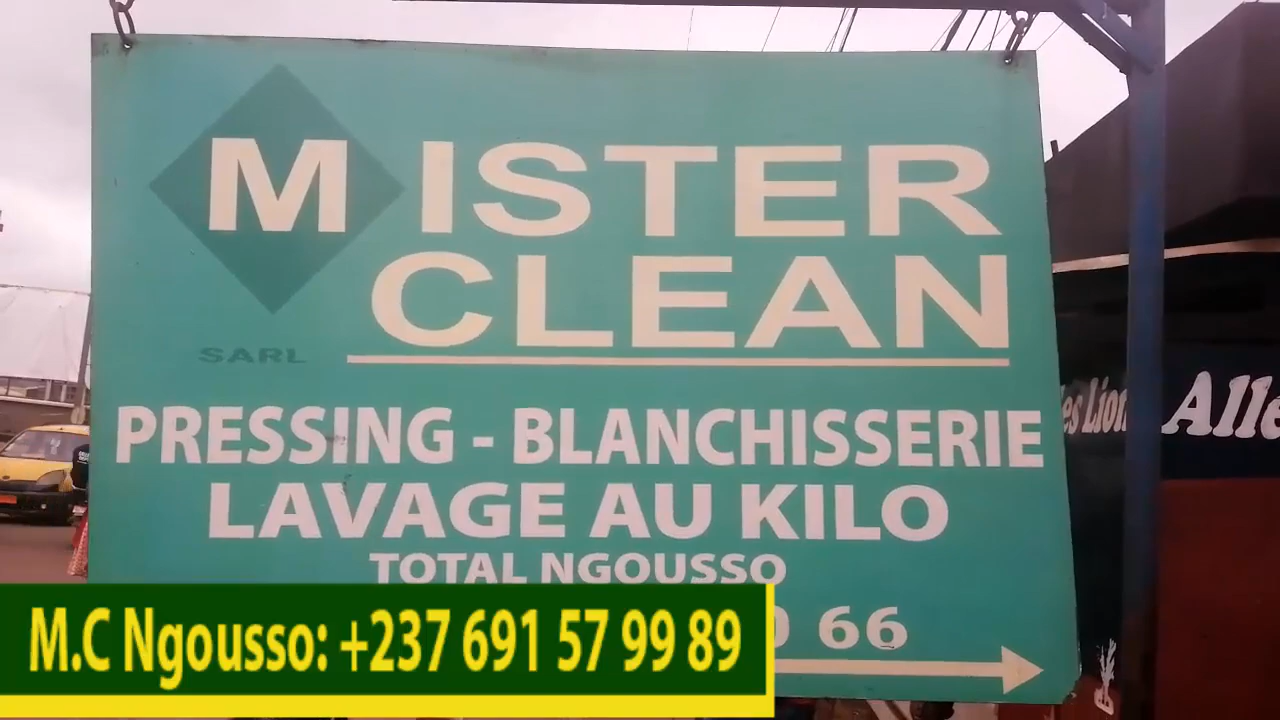 MISTER
CLEAN
SARL
PRESSING - BLANCHISSERIE
LAVAGE AU KILO
TOTAL NGOUSSO
66
M.C Ngousso: +237 691 57 99 89
es Lion
Allé